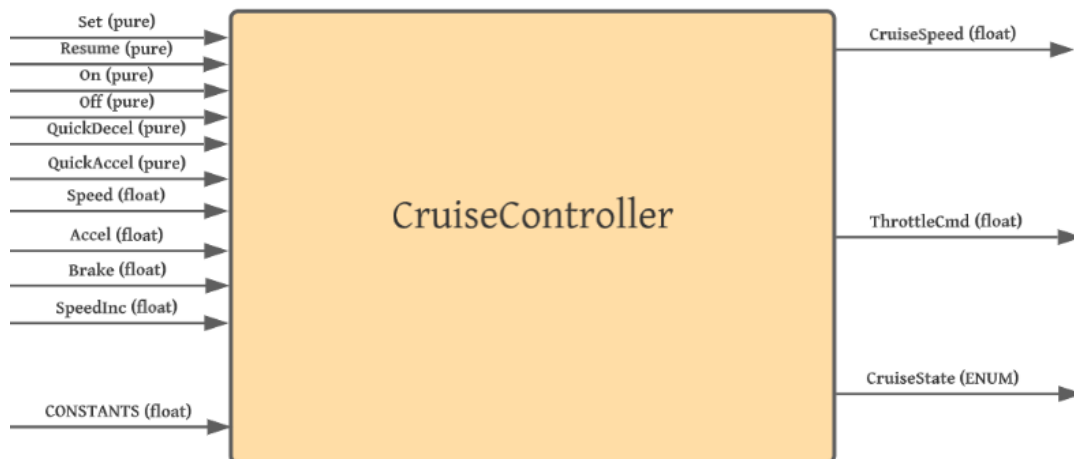 Set (pure)
Resume (pure)
On (pure)
Off (pure)
QuickDecel (pure)
QuickAccel (pure)
Speed (float)
Accel (float)
Brake (float)
SpeedInc (float)
CONSTANTS (float)
CruiseController
CruiseSpeed (float)
ThrottleCmd (float)
CruiseState (ENUM)